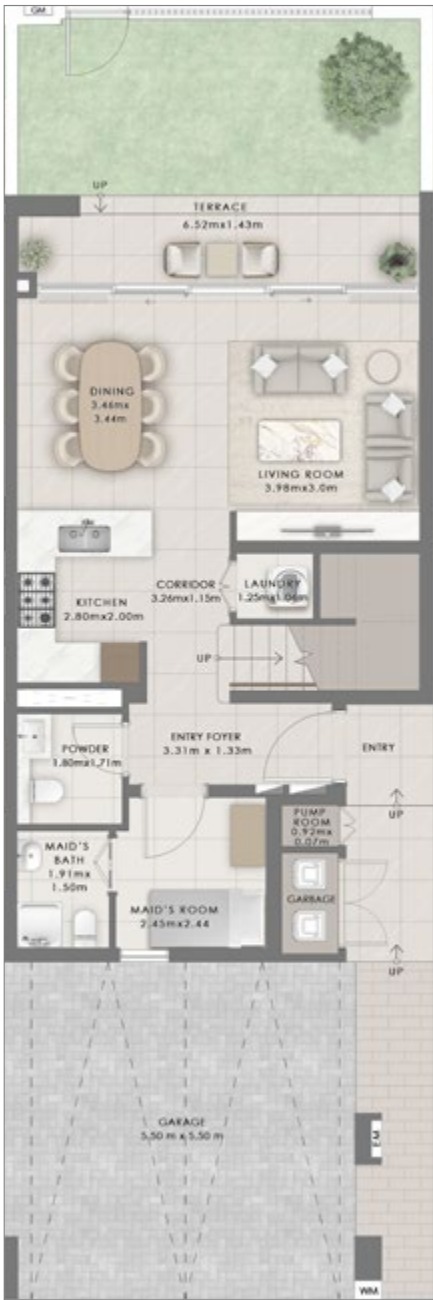 GM
UP
TERRACE
6.52mx1.43m
DINING
3.46mx
3.44m
LIVING ROOM
3.98mx3.0m
KITCHEN
2.80mx2.00m
CORRIDOR
3.26mx1.15m
LAUNDRY
1.25mx1.06m
UP
POWDER
1.80mx1.71m
ENTRY FOYER
3.31m x 1.33m
ENTRY
UP
PUMP
ROOM
0.92mx
0.07m
MAID'S
BATH
1.91mx
1.50m
MAID'S ROOM
2.45mx2.44
GARBAGE
UP
GARAGE
5.50 m x 5.50 m
EM
WM